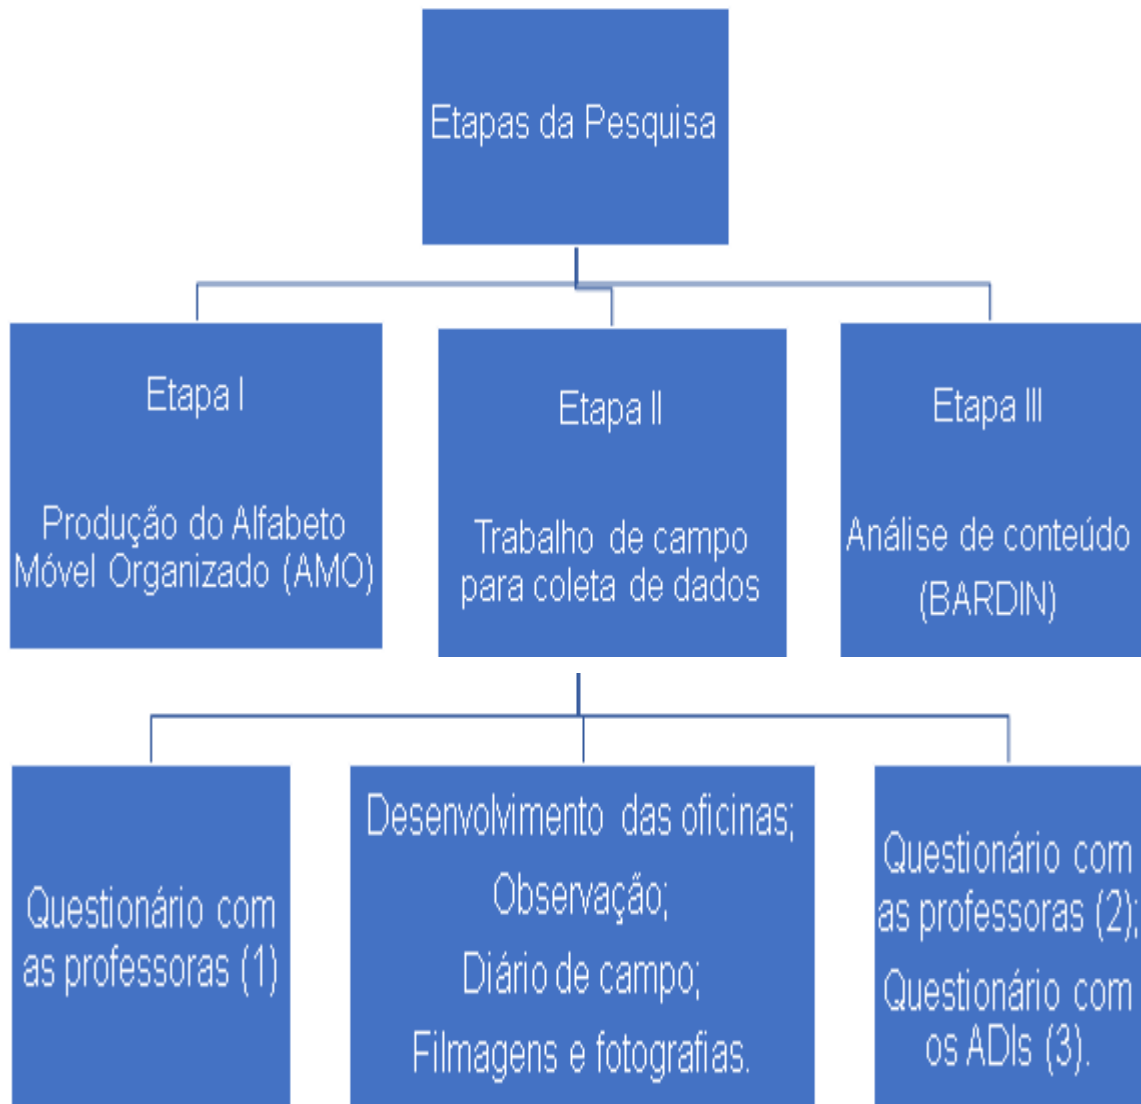 Etapas da Pesquisa
Etapa I
Produção do Alfabeto
Móvel Organizado (AMO)
Etapa II
Trabalho de campo
para coleta de dados
Etapa III
Análise de conteúdo
(BARDIN)
Questionário com
as professoras (1)
Desenvolvimento das oficinas;
Observação;
Diário de campo;
Filmagens e fotografias.
Questionário com
as professoras (2);
Questionário com
os ADIs (3).